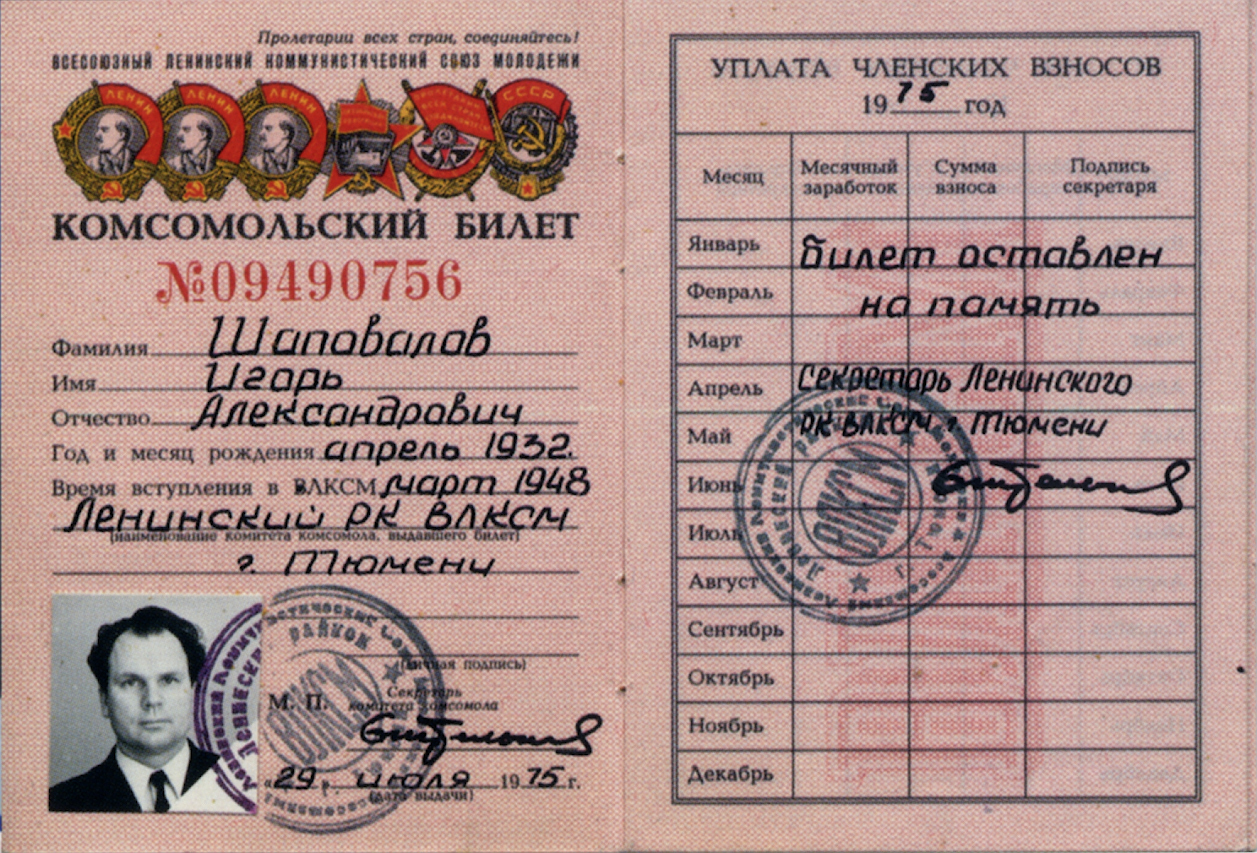 Пролетарии всех стран, соединяйтесь!
ВСЕСОЮЗНЫЙ ЛЕНИНСКИЙ КОММУНИСТИЧЕСКИЙ СОЮЗ МОЛОДЕЖИ
ЛЕНИН ЛЕНИН ЛЕНИН СССР
КОМСОМОЛЬСКИЙ БИЛЕТ
№09490756
Фамилия Шаповалов
Имя Игорь
Отчество Александрович
Год и месяц рождения апрель 1932.
Время вступления в ВЛКСМ март 1948
Ленинский РК ВЛКСМ
(наименование комитета комсомола, выдавшего билет)
г. Тюмени
РАЙКОМ
ВЛКСМ
(личная подпись)
М. П.
Секретарь
комитета комсомола
"29" июля 1975 г.
(дата выдачи)
УПЛАТА ЧЛЕНСКИХ ВЗНОСОВ
1975 год
Месяц Месячный заработок Сумма взноса Подпись секретаря
Январь
Февраль
Март
Апрель
Май
Июнь
Июль
Август
Сентябрь
Октябрь
Ноябрь
Декабрь
Билет оставлен
на память
Секретарь Ленинского
РК ВЛКСМ г. Тюмени
ВЛКСМ